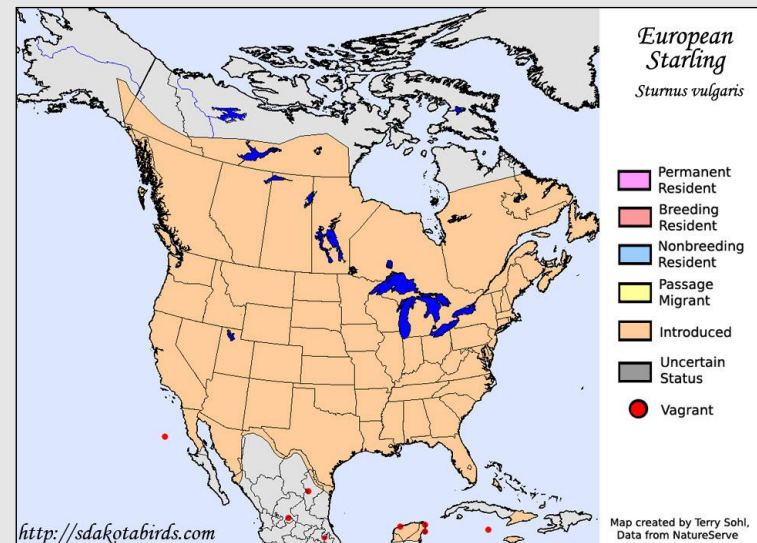 European
Starling
Sturnus vulgaris
Permanent
Resident
Breeding
Resident
Nonbreeding
Resident
Passage
Migrant
Introduced
Uncertain
Status
Vagrant
http://sdakotabirds.com
Map created by Terry Sohl,
Data from NatureServe